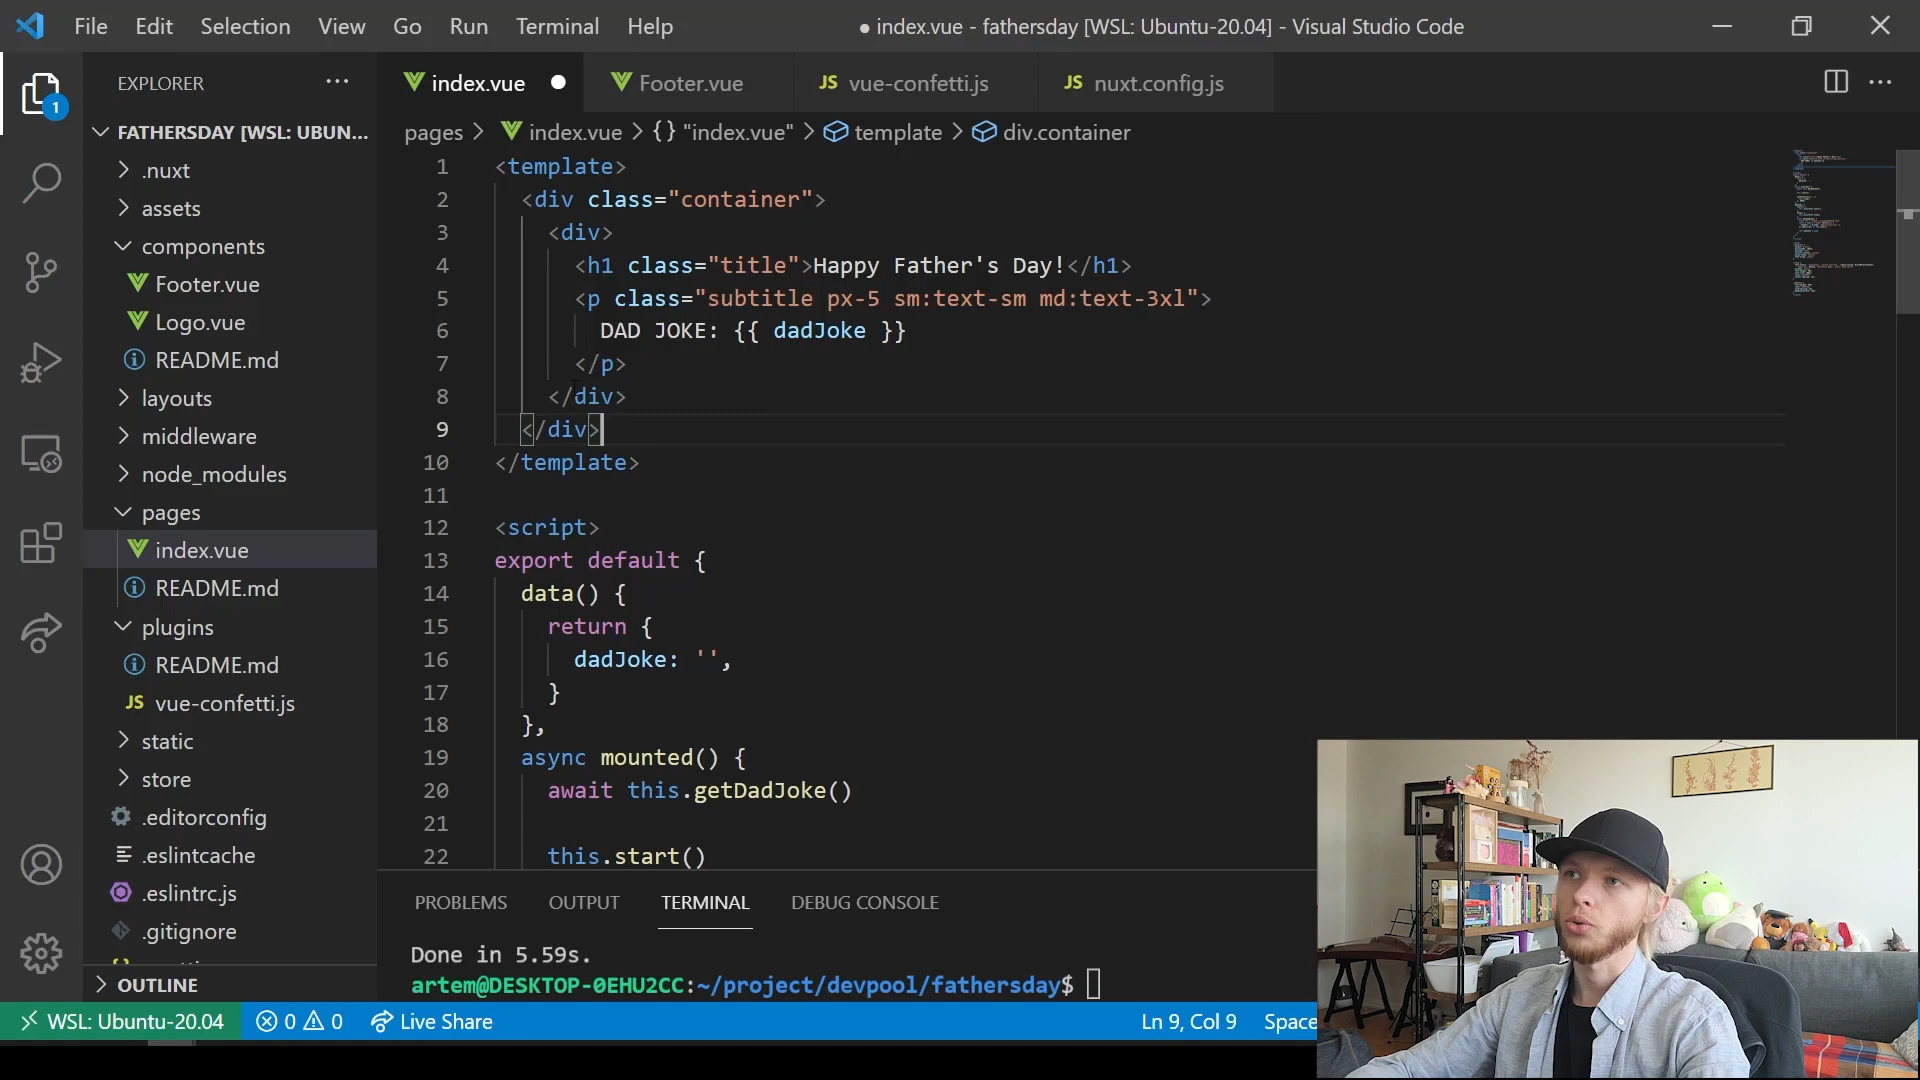 File Edit Selection View Go Run Terminal Help
● index.vue - fathersday [WSL: Ubuntu-20.04] - Visual Studio Code
1
EXPLORER
FATHERSDAY [WSL: UBUN...
.nuxt
assets
components
Footer.vue
Logo.vue
README.md
layouts
middleware
node_modules
pages
index.vue
README.md
plugins
README.md
JS vue-confetti.js
static
store
.editorconfig
.eslintcache
.eslintrc.js
.gitignore
OUTLINE
index.vue
Footer.vue
JS vue-confetti.js
JS nuxt.config.js
pages > index.vue > {} "index.vue" > template > div.container
1 <template>
2 <div class="container">
3 <div>
4 <h1 class="title">Happy Father's Day!</h1>
5 <p class="subtitle px-5 sm:text-sm md:text-3xl">
6 DAD JOKE: {{ dadJoke }}
7 </p>
8 </div>
9 </div>
10 </template>
11
12 <script>
13 export default {
14 data() {
15 return {
16 dadJoke: '',
17 }
18 },
19 async mounted() {
20 await this.getDadJoke()
21
22 this.start()
PROBLEMS OUTPUT TERMINAL DEBUG CONSOLE
Done in 5.59s.
artem@DESKTOP-0EHU2CC:~/project/devpool/fathersday$
WSL: Ubuntu-20.04 0 0 Live Share Ln 9, Col 9